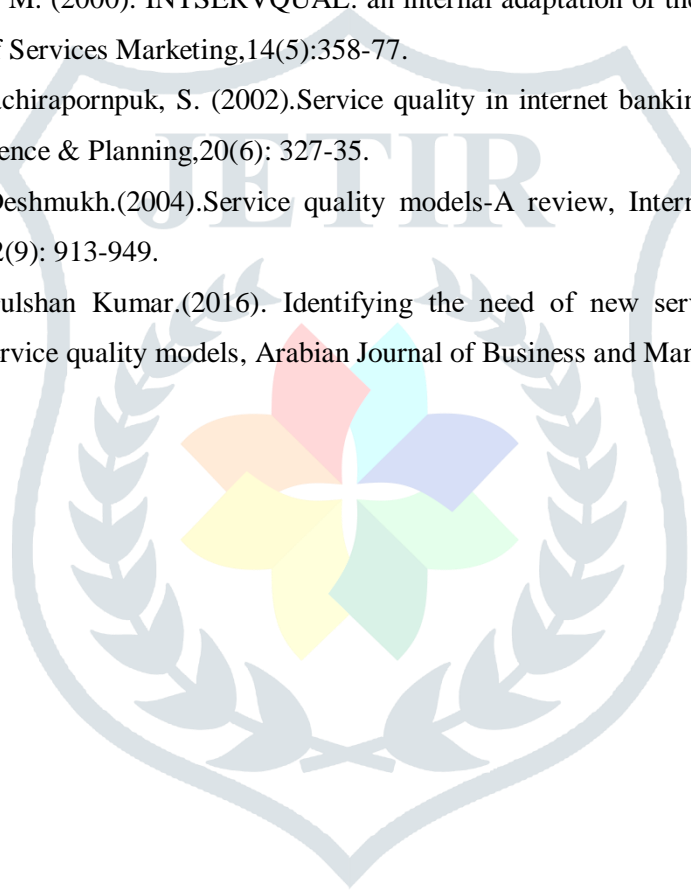 M. (2000). INTSERVQUAL: an internal adaptation of the
f Services Marketing,14(5):358-77.
achirapornpuk, S. (2002).Service quality in internet bankin
ence & Planning,20(6): 327-35.
JETIR
Deshmukh.(2004).Service quality models-A review, Intern
2(9): 913-949.
ulshan Kumar.(2016). Identifying the need of new serv
rvice quality models, Arabian Journal of Business and Mar